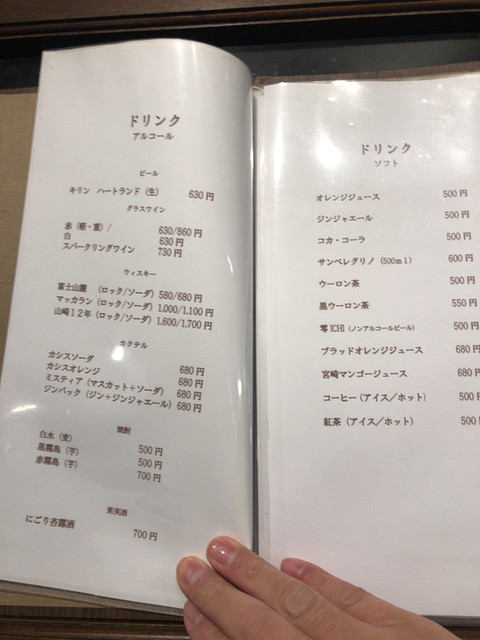 ドリンク
アルコール
ビール
キリン ハートランド (生) 630円
グラスワイン
赤 (軽・重) / 630/860円
白 630円
スパークリングワイン 730円
ウィスキー
富士山麓 (ロック/ソーダ) 580/680円
マッカラン (ロック/ソーダ) 1,000/1,100円
山崎12年 (ロック/ソーダ) 1,600/1,700円
カクテル
カシスソーダ 680円
カシスオレンジ 680円
ミスティア (マスカット+ソーダ) 680円
ジンバック (ジン+ジンジャエール) 680円
焼酎
白水 (麦) 500円
黒霧島 (芋) 500円
赤霧島 (芋) 700円
果実酒
にごり杏露酒 700円
ドリンク
ソフト
オレンジジュース 500円
ジンジャエール 500円
コカ・コーラ 500円
サンペレグリノ (500ml) 600円
ウーロン茶 500円
黒ウーロン茶 550円
零ICHI (ノンアルコールビール) 500円
ブラッドオレンジジュース 680円
宮崎マンゴージュース 680円
コーヒー (アイス/ホット) 500円
紅茶 (アイス/ホット) 500